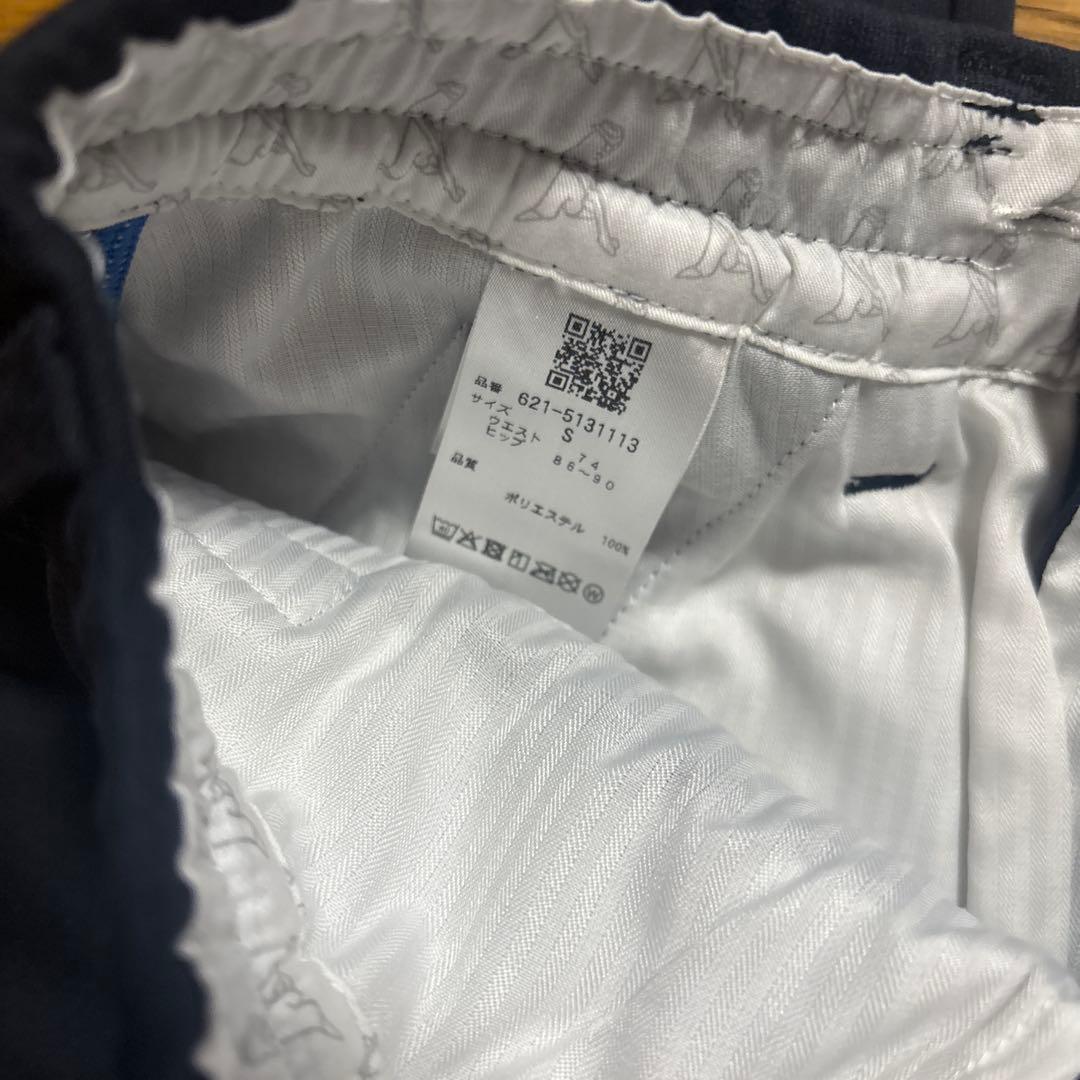 品番 621-5131113
サイズ S
ウエスト 74
ヒップ 86〜90
品質
ポリエステル 100%